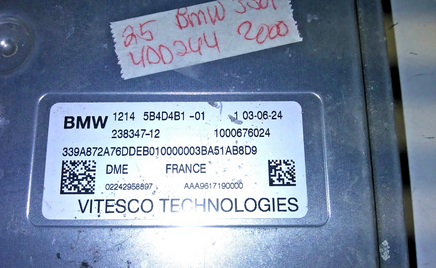 25 BMW 330i
4DD244 2000
BMW 1214 5B4D4B1 -01 1 03-06-24
238347-12 1000676024
339A872A76DDEB010000003BA51AB8D9
DME FRANCE
02242958897 AAA9617190000
VITESCO TECHNOLOGIES